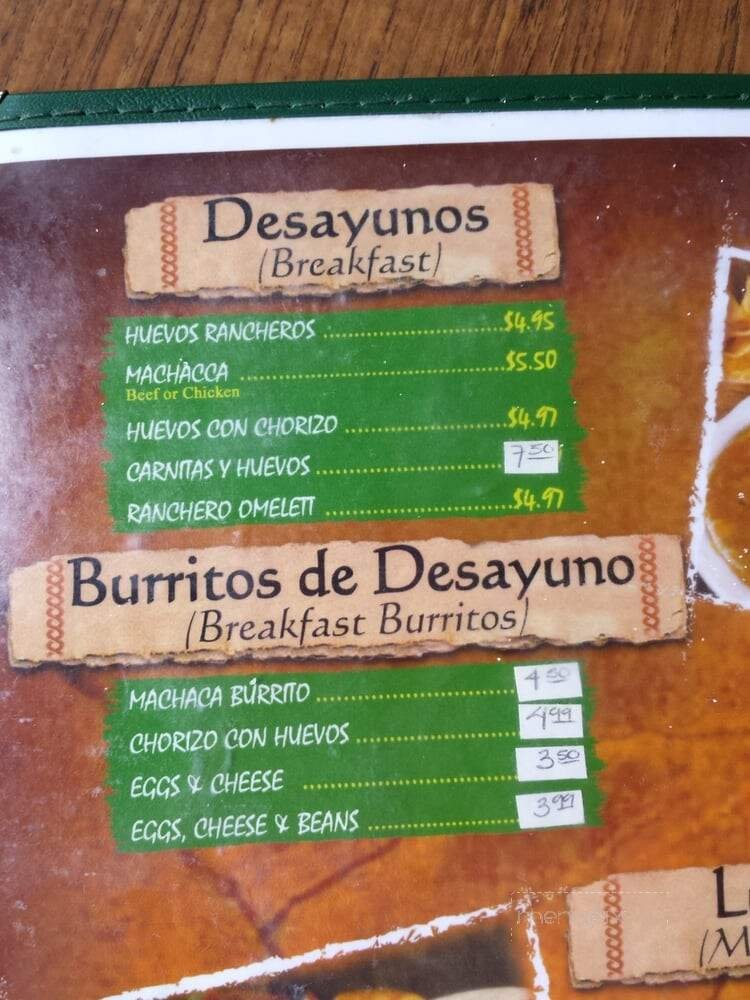 Desayunos
(Breakfast)
HUEVOS RANCHEROS ........................... $4.95
MACHACCA ........................................ $5.50
Beef or Chicken
HUEVOS CON CHORIZO ....................... $4.97
CARNITAS Y HUEVOS ........................... 7 50
RANCHERO OMELETT .......................... $4.97
Burritos de Desayuno
(Breakfast Burritos)
MACHACA BURRITO ............................ 4 50
CHORIZO CON HUEVOS ...................... 4 99
EGGS & CHEESE ................................ 3 50
EGGS, CHEESE & BEANS .................... 3 99